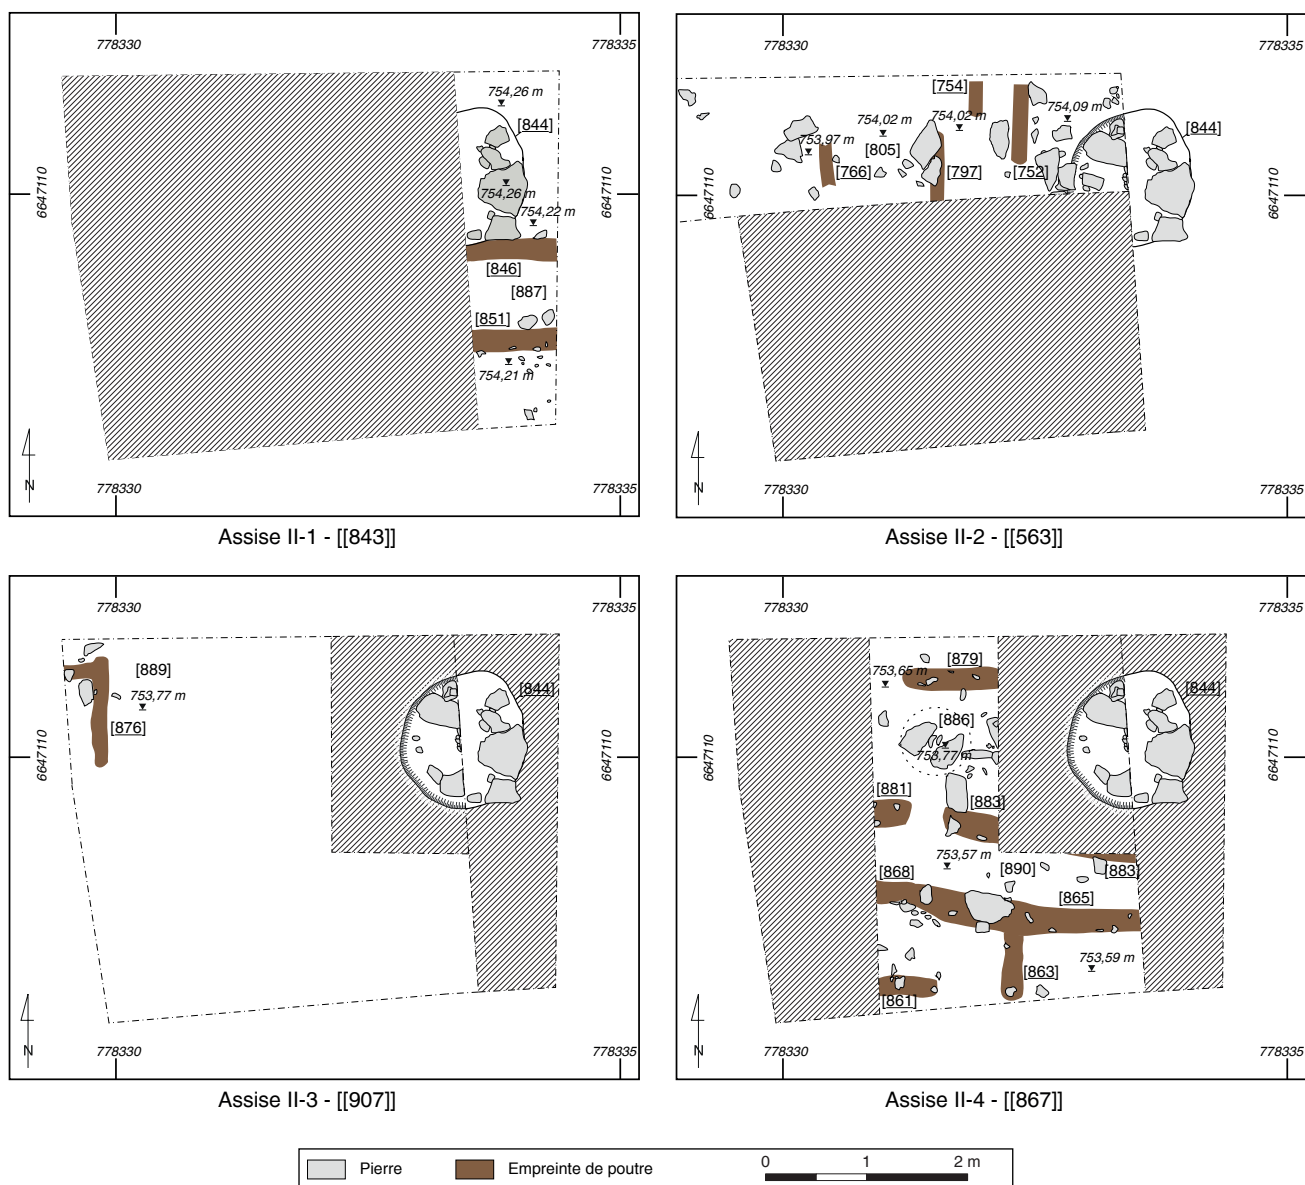 778330 778335
754,26 m
[844]
6647110 754,26 m 6647110
754,22 m
[846]
[887]
[851]
754,21 m
N
778330 778335
Assise II-1 - [[843]]
778330 778335
[754]
754,02 m 754,02 m 754,09 m
[844]
753,97 m [805]
[766] [797] [752]
6647110 6647110
N
778330 778335
Assise II-2 - [[563]]
778330 778335
[889]
753,77 m
[844]
[876]
6647110 6647110
N
778330 778335
Assise II-3 - [[907]]
778330 778335
[879]
753,65 m
[844]
[886]
753,77 m
6647110 6647110
[881] [883]
753,57 m
[868] [890] [883]
[865]
753,59 m
[863]
[861]
N
778330 778335
Assise II-4 - [[867]]
Pierre Empreinte de poutre 0 1 2 m